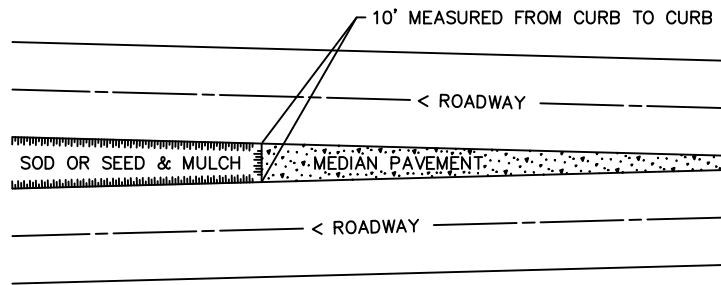 10' MEASURED FROM CURB TO CURB
< ROADWAY
SOD OR SEED & MULCH
MEDIAN PAVEMENT
< ROADWAY